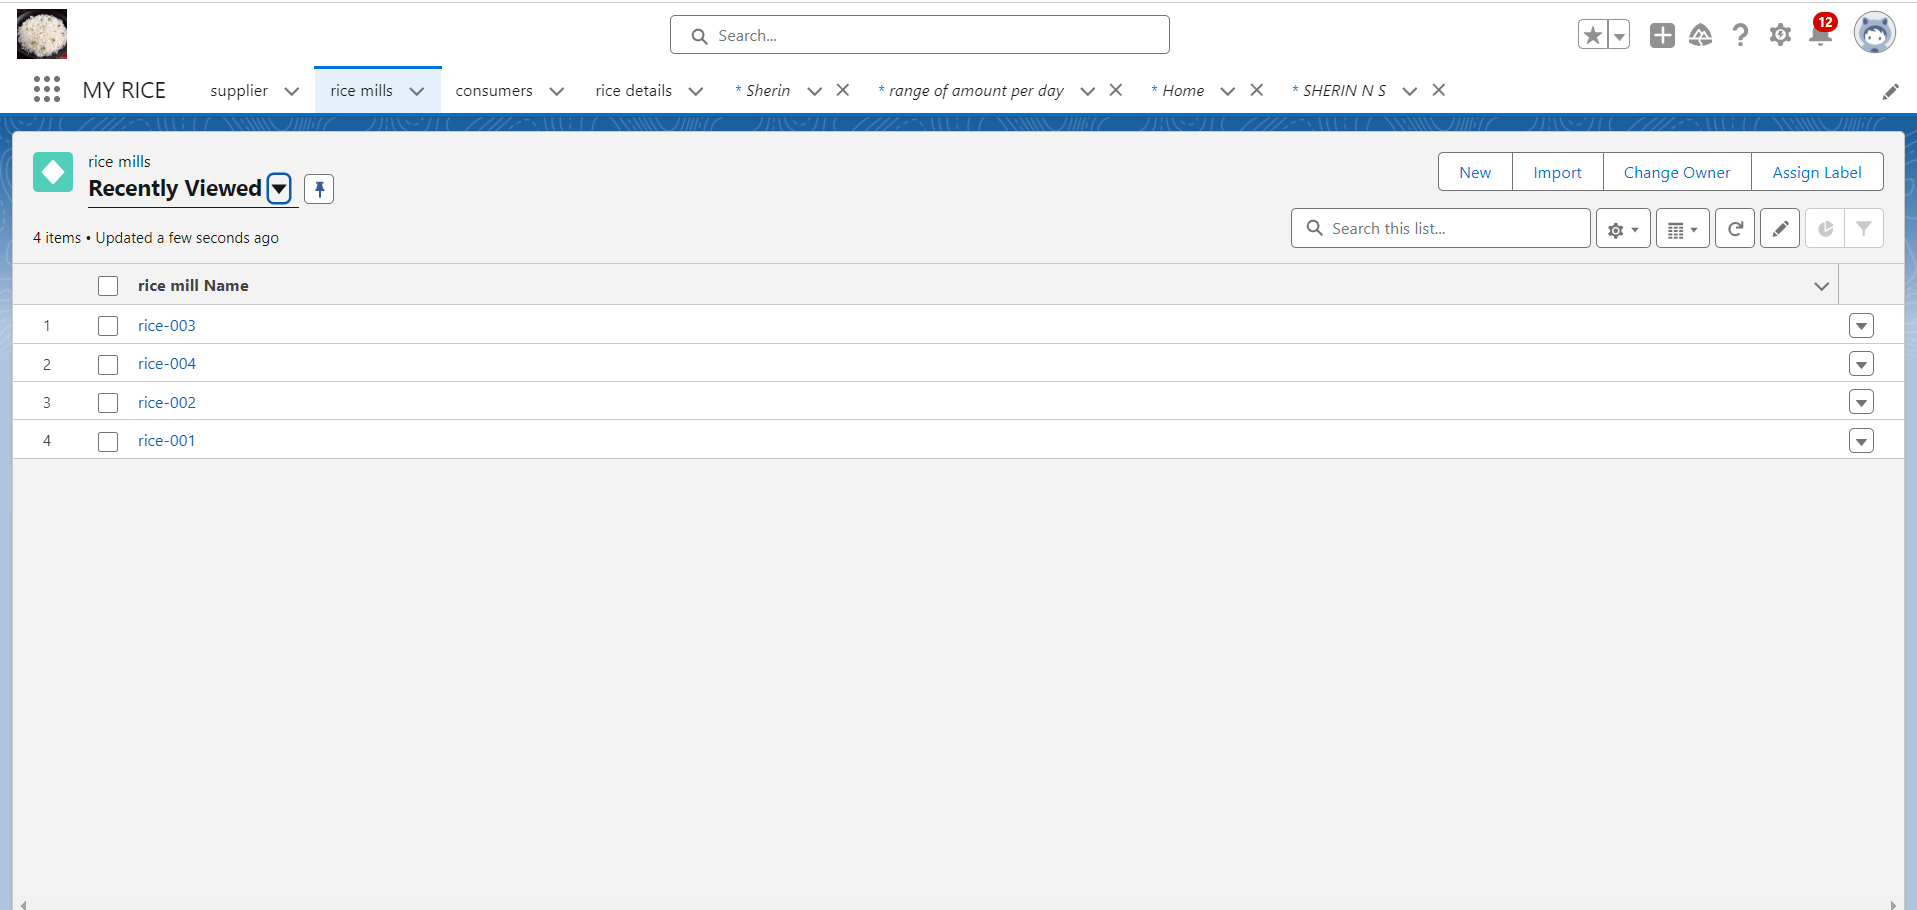 Search...
12
MY RICE supplier rice mills consumers rice details * Sherin * range of amount per day * Home * SHERIN N S
rice mills
Recently Viewed
New Import Change Owner Assign Label
4 items • Updated a few seconds ago
Search this list...
rice mill Name
1 rice-003
2 rice-004
3 rice-002
4 rice-001